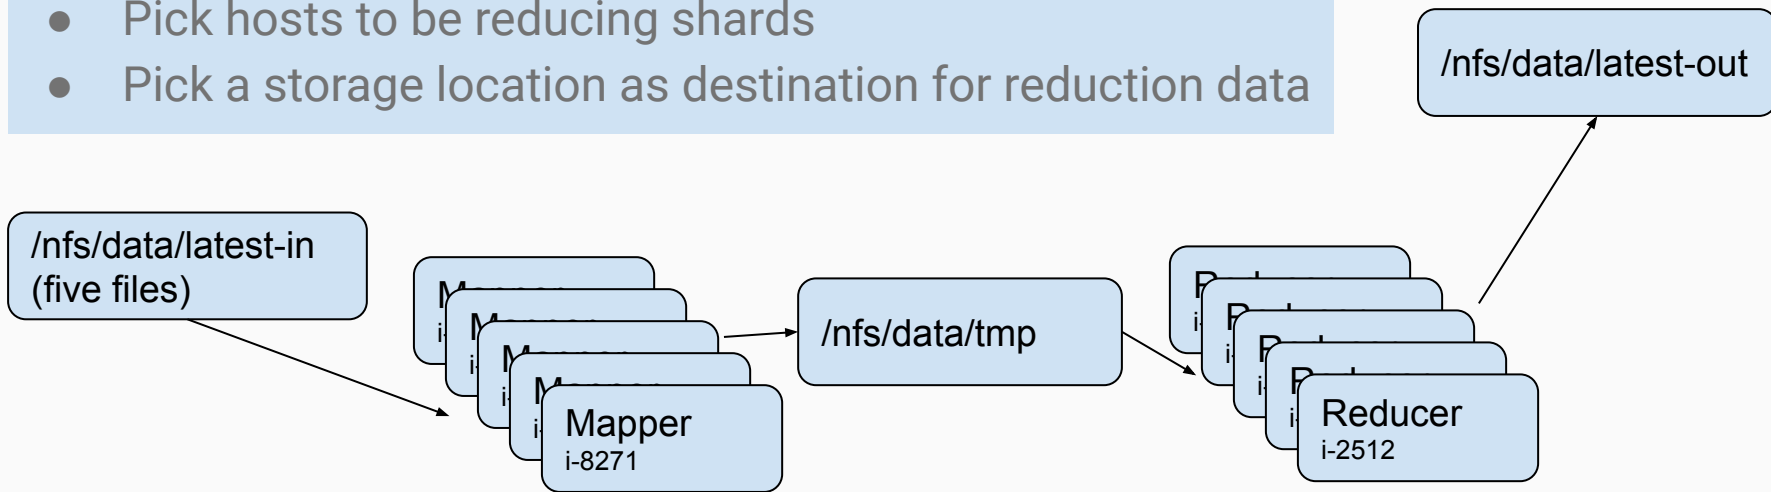 ● Pick hosts to be reducing shards
● Pick a storage location as destination for reduction data
/nfs/data/latest-out
/nfs/data/latest-in
(five files)
Mapper
i-8271
/nfs/data/tmp
Reducer
i-2512